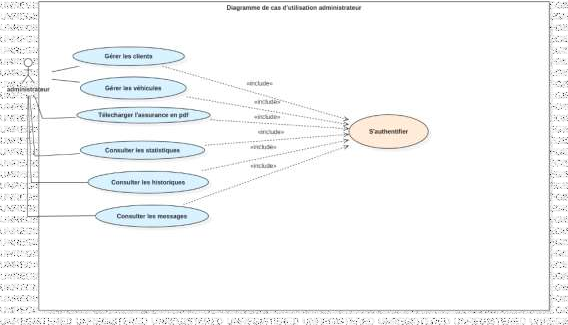 Diagramme de cas d'utilisation administrateur
Gérer les clients
«include»
administrateur
Gérer les véhicules
«include»
Télecharger l'assurance en pdf
«include»
S'authentifier
«include»
Consulter les statistiques
«include»
«include»
Consulter les historiques
Consulter les messages